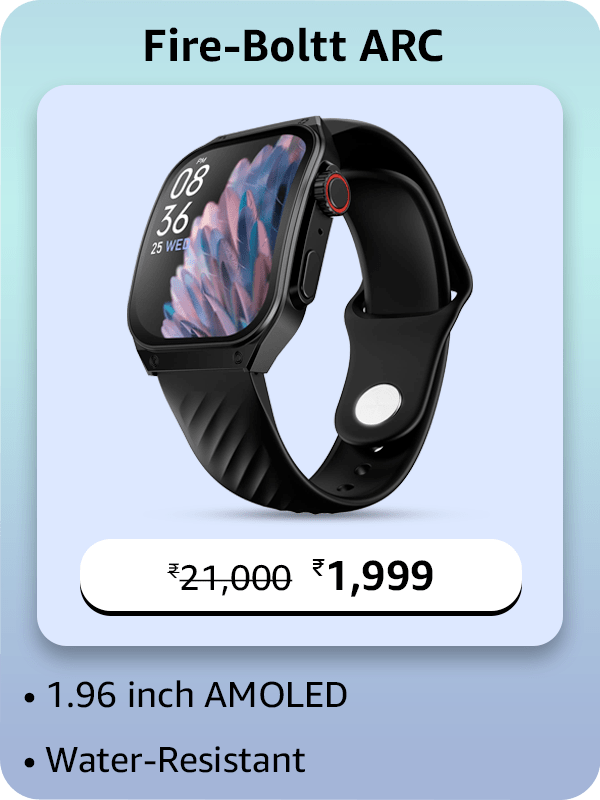 Fire-Boltt ARC
PM
08
36
25 WED
₹21,000 ₹1,999
• 1.96 inch AMOLED
• Water-Resistant